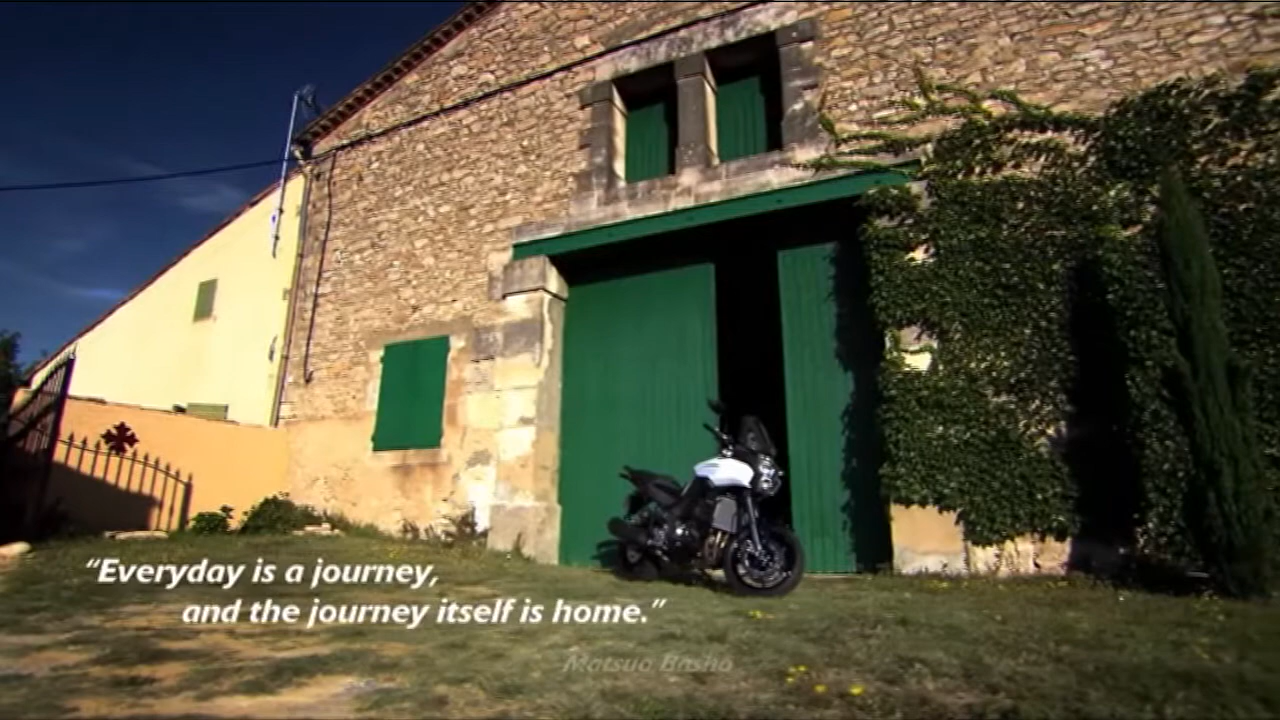 “Everyday is a journey,
and the journey itself is home.”
Matsuo Basho